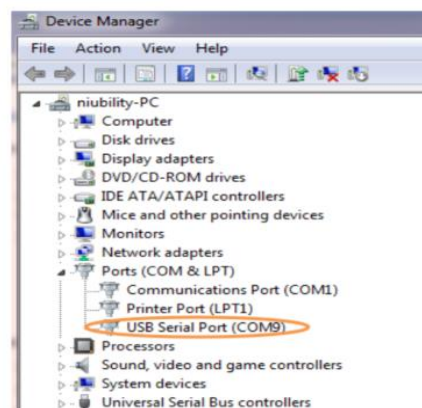 Device Manager
File Action View Help
niubility-PC
Computer
Disk drives
Display adapters
DVD/CD-ROM drives
IDE ATA/ATAPI controllers
Mice and other pointing devices
Monitors
Network adapters
Ports (COM & LPT)
Communications Port (COM1)
Printer Port (LPT1)
USB Serial Port (COM9)
Processors
Sound, video and game controllers
System devices
Universal Serial Bus controllers